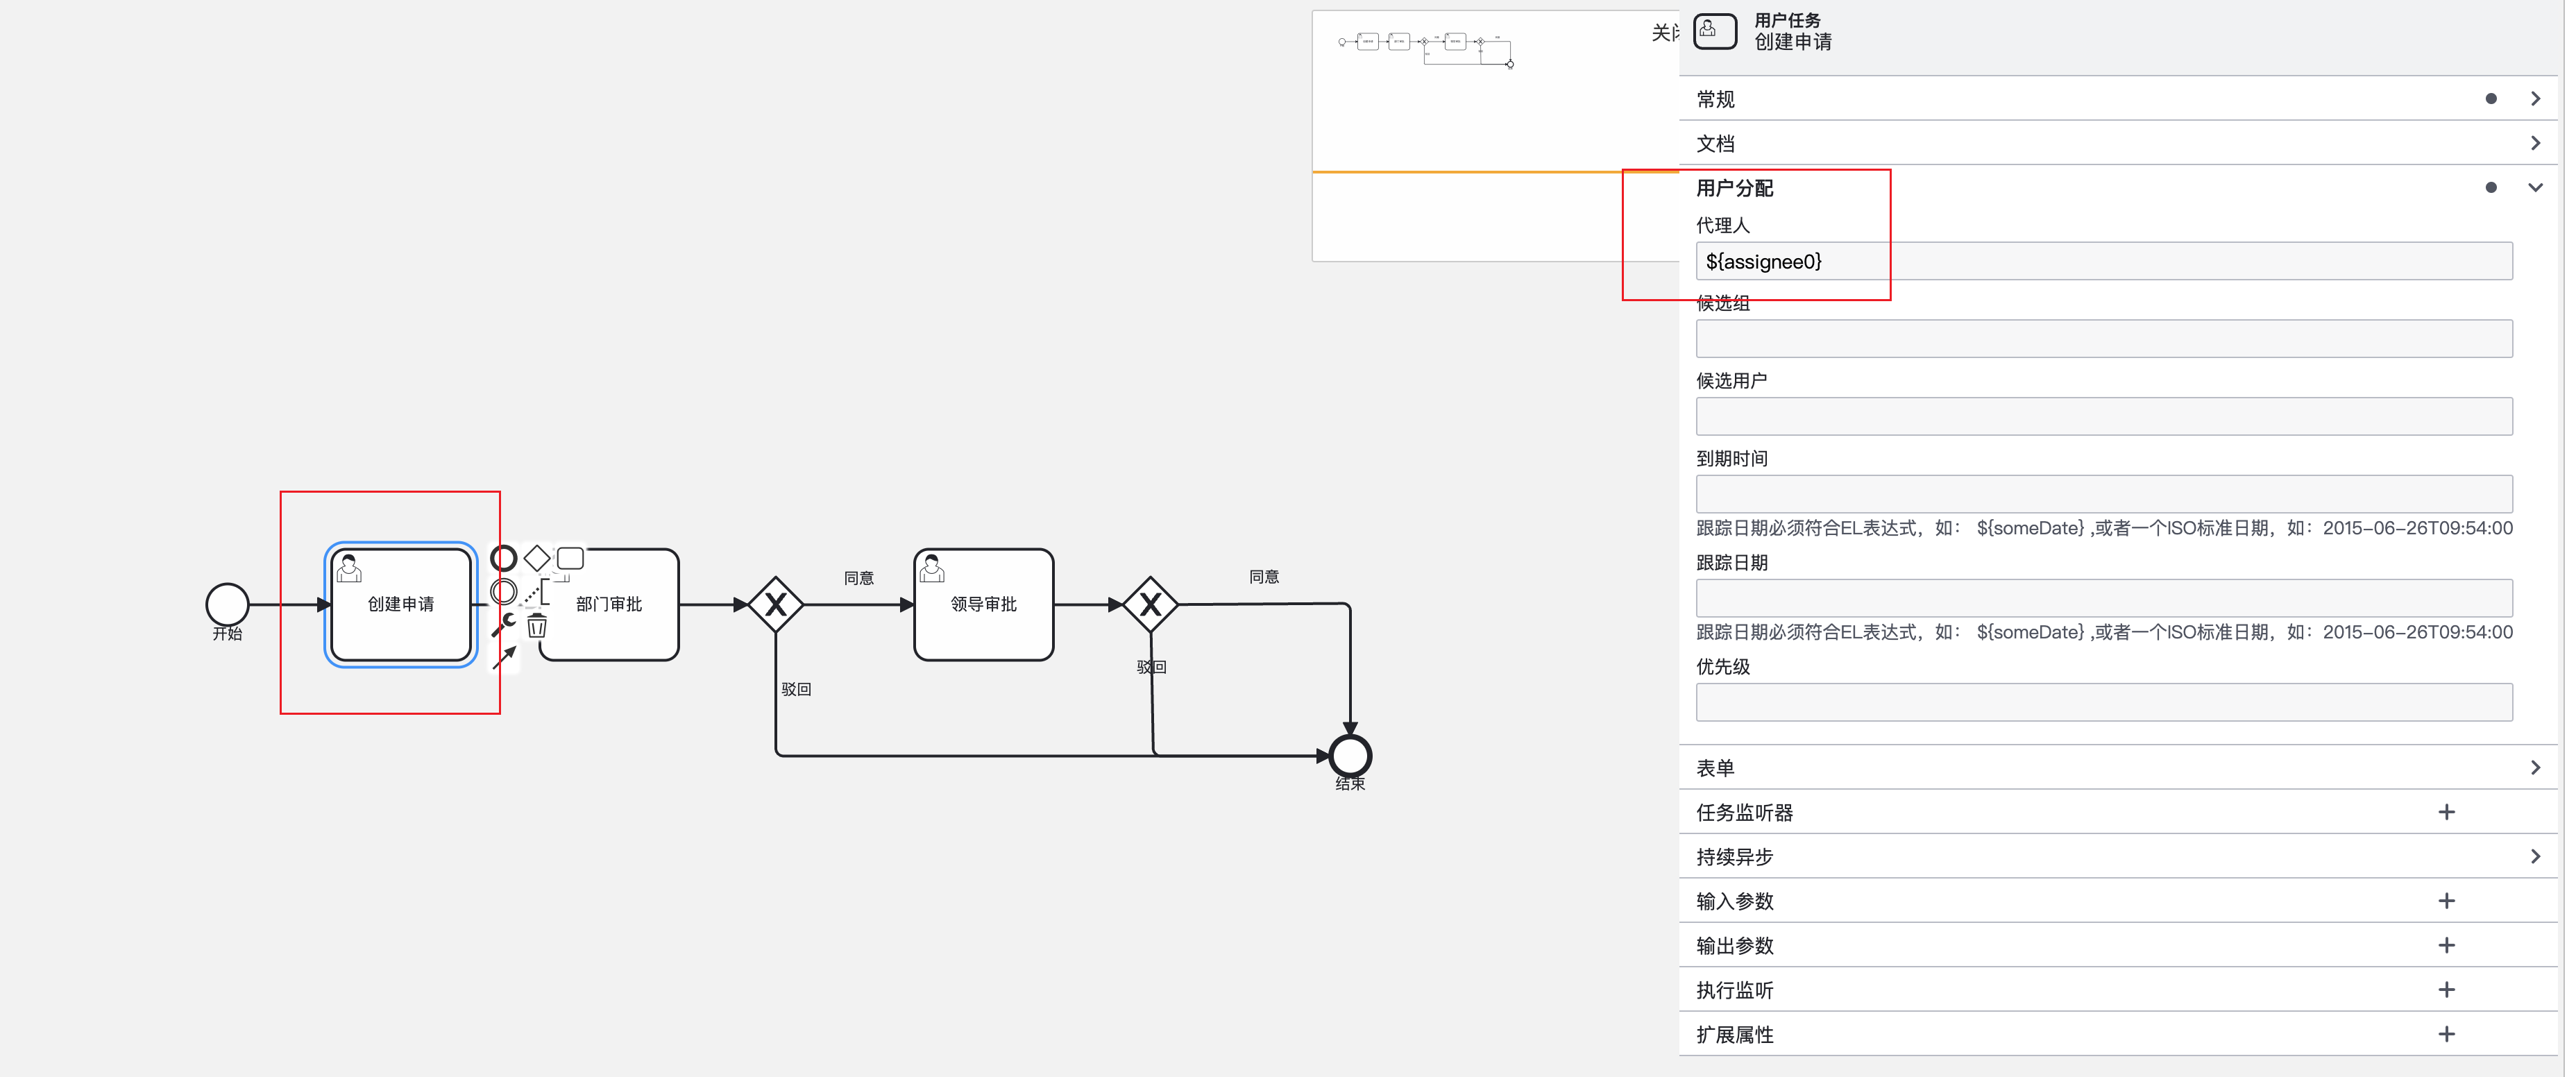 关闭
用户任务
创建申请
常规
文档
用户分配
代理人
${assignee0}
候选组
候选用户
到期时间
跟踪日期必须符合EL表达式，如： ${someDate} ,或者一个ISO标准日期，如：2015-06-26T09:54:00
跟踪日期
跟踪日期必须符合EL表达式，如： ${someDate} ,或者一个ISO标准日期，如：2015-06-26T09:54:00
优先级
表单
任务监听器
持续异步
输入参数
输出参数
执行监听
扩展属性
开始
创建申请
部门审批
同意
驳回
领导审批
同意
驳回
结束